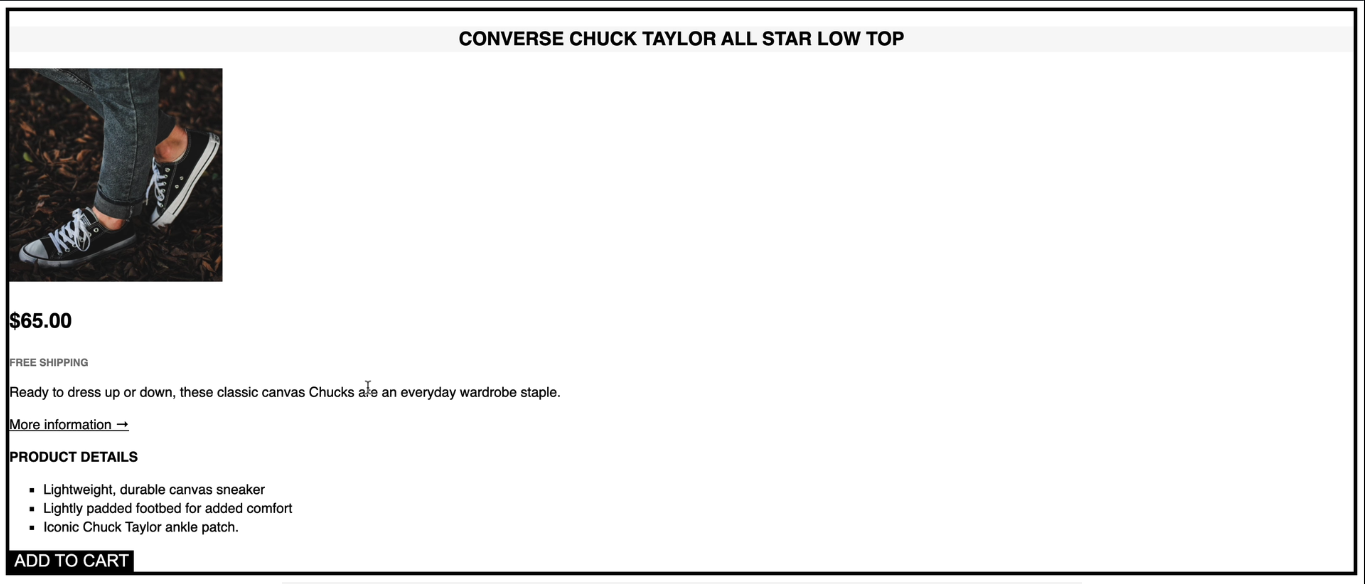 CONVERSE CHUCK TAYLOR ALL STAR LOW TOP
$65.00
FREE SHIPPING
Ready to dress up or down, these classic canvas Chucks are an everyday wardrobe staple.
More information →
PRODUCT DETAILS
Lightweight, durable canvas sneaker
Lightly padded footbed for added comfort
Iconic Chuck Taylor ankle patch.
ADD TO CART